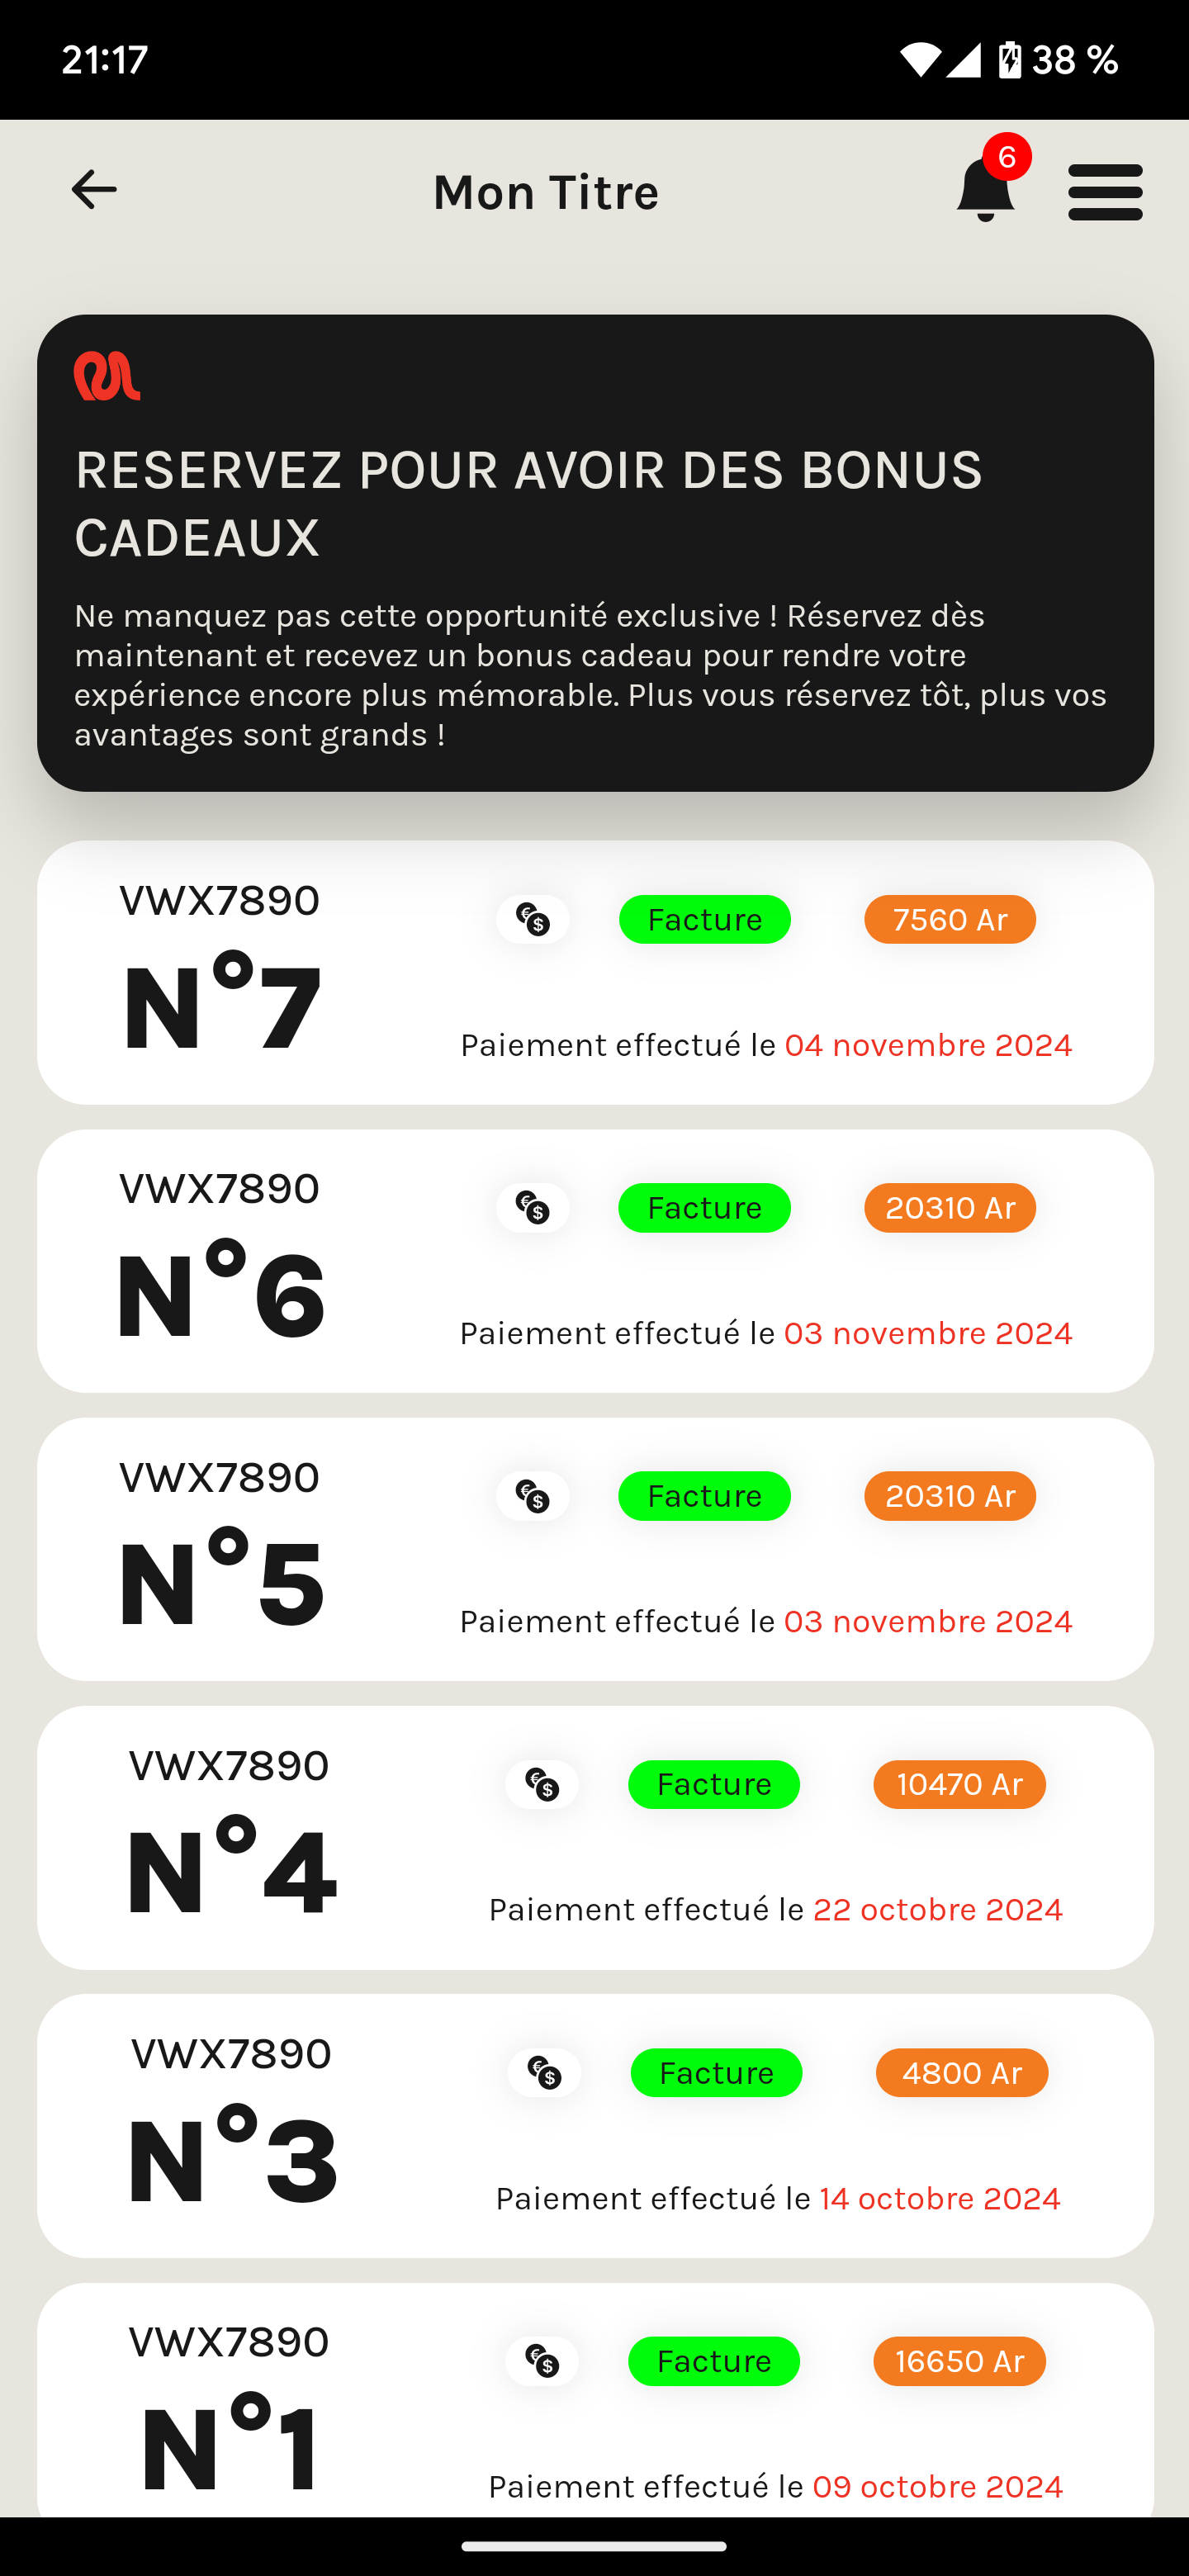 21:17
38 %
Mon Titre
6
RESERVEZ POUR AVOIR DES BONUS
CADEAUX
Ne manquez pas cette opportunité exclusive ! Réservez dès
maintenant et recevez un bonus cadeau pour rendre votre
expérience encore plus mémorable. Plus vous réservez tôt, plus vos
avantages sont grands !
VWX7890
€ $ Facture 7560 Ar
N°7
Paiement effectué le 04 novembre 2024
VWX7890
€ $ Facture 20310 Ar
N°6
Paiement effectué le 03 novembre 2024
VWX7890
€ $ Facture 20310 Ar
N°5
Paiement effectué le 03 novembre 2024
VWX7890
€ $ Facture 10470 Ar
N°4
Paiement effectué le 22 octobre 2024
VWX7890
€ $ Facture 4800 Ar
N°3
Paiement effectué le 14 octobre 2024
VWX7890
€ $ Facture 16650 Ar
N°1
Paiement effectué le 09 octobre 2024